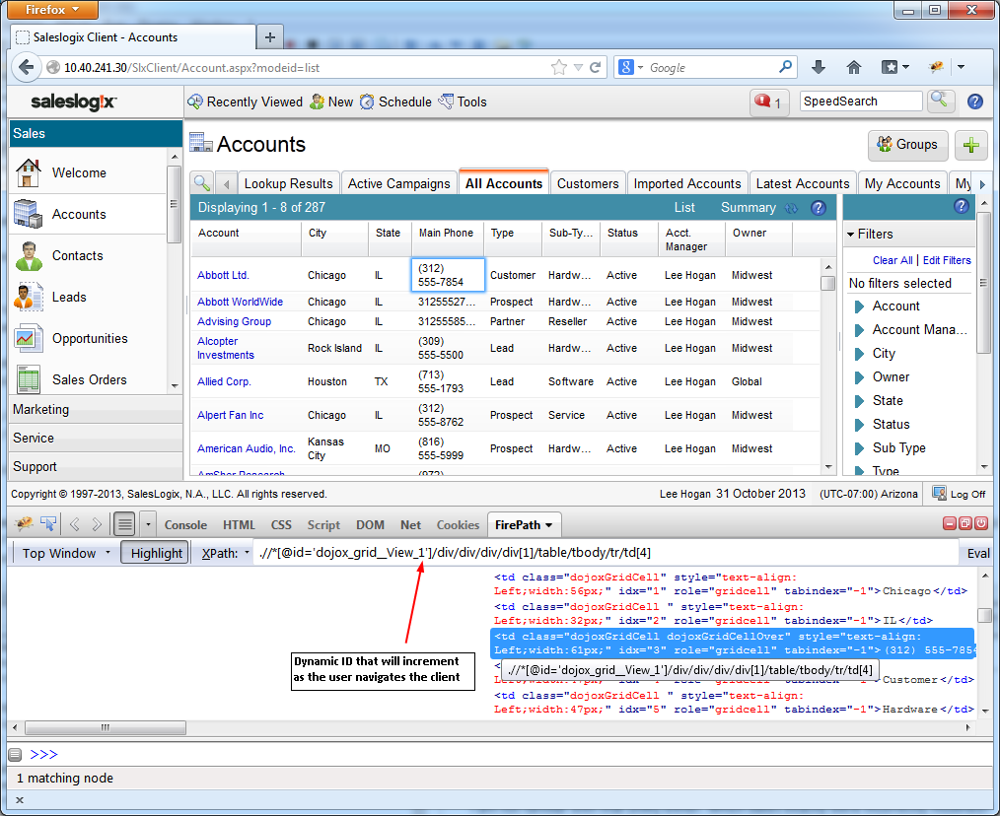 Firefox
Saleslogix Client - Accounts
10.40.241.30/SlxClient/Account.aspx?modeid=list
Google
saleslogix
Recently Viewed New Schedule Tools
1
SpeedSearch
Sales
Welcome
Accounts
Contacts
Leads
Opportunities
Sales Orders
Marketing
Service
Support
Accounts
Groups
Lookup Results Active Campaigns All Accounts Customers Imported Accounts Latest Accounts My Accounts My
Displaying 1 - 8 of 287 List Summary
Account City State Main Phone Type Sub-Ty... Status Acct. Manager Owner
Abbott Ltd. Chicago IL (312) 555-7854 Customer Hardw... Active Lee Hogan Midwest
Abbott WorldWide Chicago IL 31255527... Prospect Hardw... Active Lee Hogan Midwest
Advising Group Chicago IL 31255585... Partner Reseller Active Lee Hogan Midwest
Alcopter Investments Rock Island IL (309) 555-5500 Lead Hardw... Active Lee Hogan Midwest
Allied Corp. Houston TX (713) 555-1793 Lead Software Active Lee Hogan Global
Alpert Fan Inc Chicago IL (312) 555-8762 Prospect Service Active Lee Hogan Midwest
American Audio, Inc. Kansas City MO (816) 555-5999 Prospect Hardw... Active Lee Hogan Midwest
Filters
Clear All | Edit Filters
No filters selected
Account
Account Mana...
City
Owner
State
Status
Sub Type
Type
Copyright © 1997-2013, SalesLogix, N.A., LLC. All rights reserved.
Lee Hogan 31 October 2013 (UTC-07:00) Arizona Log Off
Console HTML CSS Script DOM Net Cookies FirePath
Top Window Highlight XPath: .//*[@id='dojox_grid__View_1']/div/div/div/div[1]/table/tbody/tr/td[4] Eval
<td class="dojoxGridCell" style="text-align:
Left;width:56px;" idx="1" role="gridcell" tabindex="-1">Chicago</td>
<td class="dojoxGridCell " style="text-align:
Left;width:32px;" idx="2" role="gridcell" tabindex="-1">IL</td>
<td class="dojoxGridCell dojoxGridCellOver" style="text-align:
Left;width:61px;" idx="3" role="gridcell" tabindex="-1">(312) 555-7854
.//*[@id='dojox_grid__View_1']/div/div/div/div[1]/table/tbody/tr/td[4]
>Customer</td>
<td class="dojoxGridCell " style="text-align:
Left;width:47px;" idx="5" role="gridcell" tabindex="-1">Hardware</td>
Dynamic ID that will increment
as the user navigates the client
>>>
1 matching node